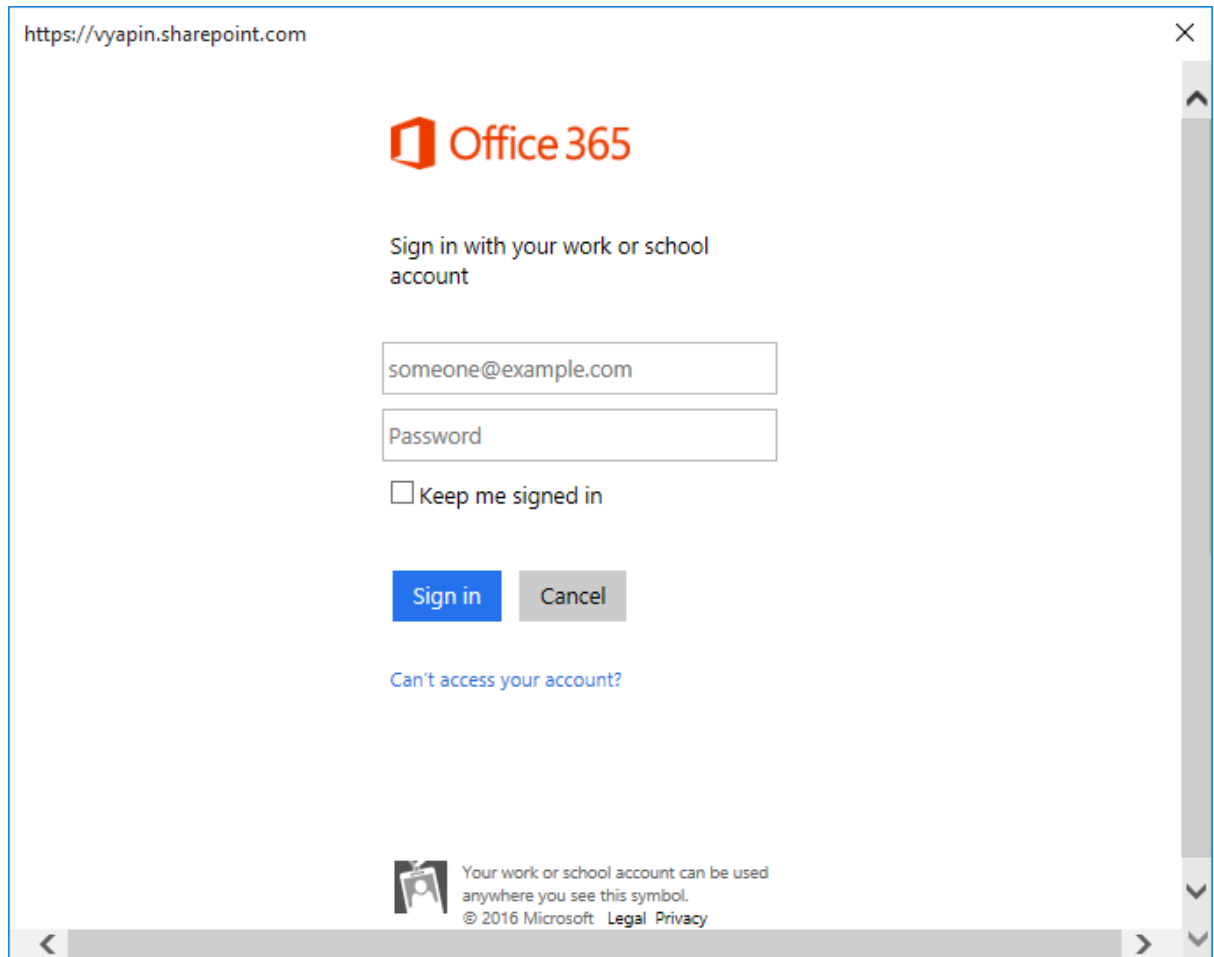 https://vyapin.sharepoint.com
Office 365
Sign in with your work or school
account
someone@example.com
Password
Keep me signed in
Sign in Cancel
Can't access your account?
Your work or school account can be used
anywhere you see this symbol.
© 2016 Microsoft Legal Privacy